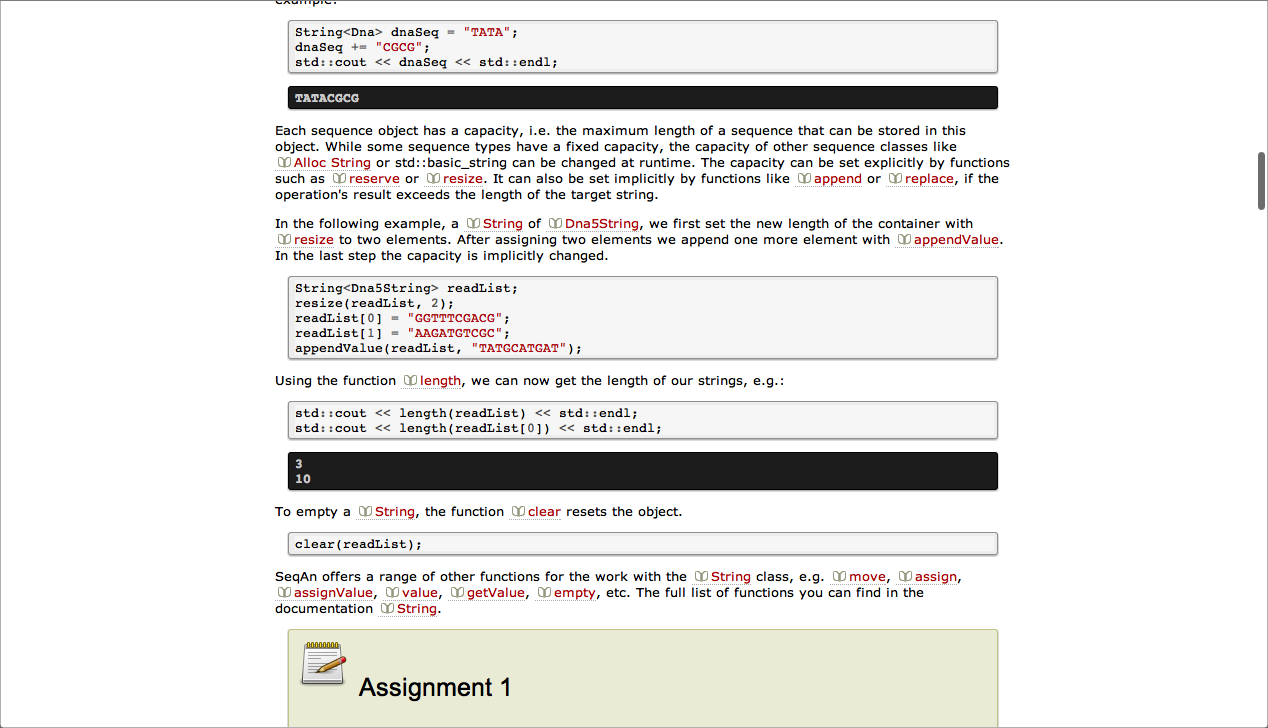 example:
String<Dna> dnaSeq = "TATA";
dnaSeq += "CGCG";
std::cout << dnaSeq << std::endl;
TATACGCG
Each sequence object has a capacity, i.e. the maximum length of a sequence that can be stored in this
object. While some sequence types have a fixed capacity, the capacity of other sequence classes like
Alloc String or std::basic_string can be changed at runtime. The capacity can be set explicitly by functions
such as reserve or resize. It can also be set implicitly by functions like append or replace, if the
operation's result exceeds the length of the target string.
In the following example, a String of Dna5String, we first set the new length of the container with
resize to two elements. After assigning two elements we append one more element with appendValue.
In the last step the capacity is implicitly changed.
String<Dna5String> readList;
resize(readList, 2);
readList[0] = "GGTTTCGACG";
readList[1] = "AAGATGTCGC";
appendValue(readList, "TATGCATGAT");
Using the function length, we can now get the length of our strings, e.g.:
std::cout << length(readList) << std::endl;
std::cout << length(readList[0]) << std::endl;
3
10
To empty a String, the function clear resets the object.
clear(readList);
SeqAn offers a range of other functions for the work with the String class, e.g. move, assign,
assignValue, value, getValue, empty, etc. The full list of functions you can find in the
documentation String.
Assignment 1